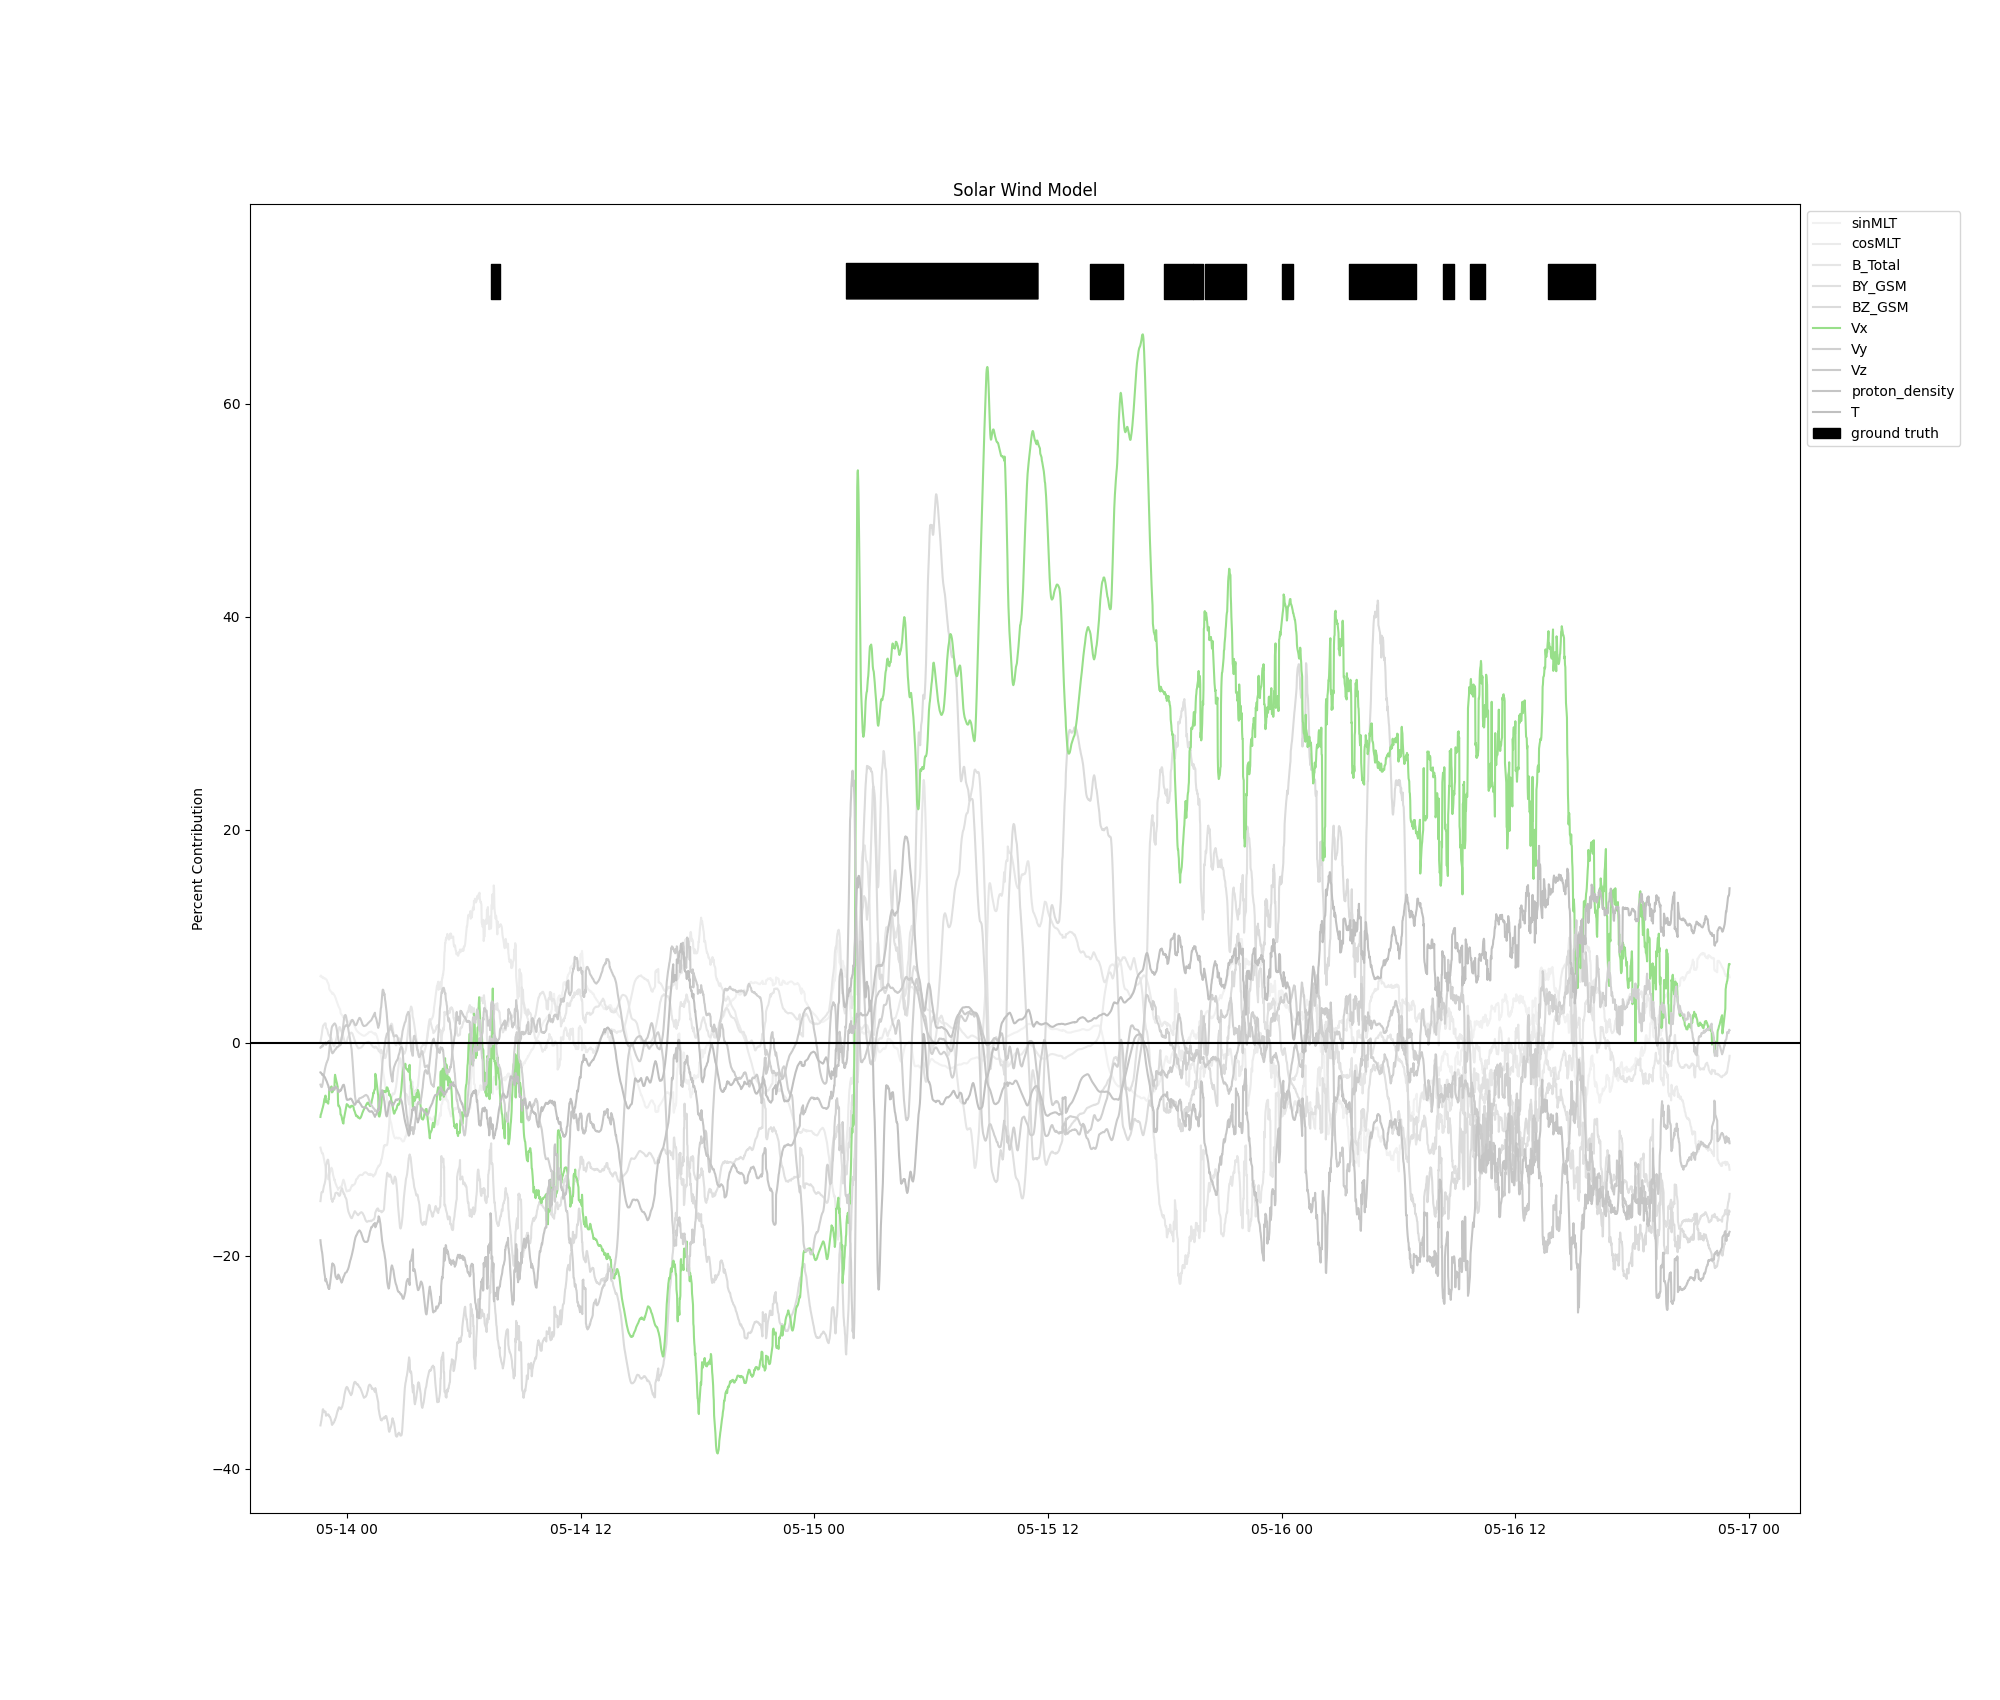 Solar Wind Model
sinMLT
cosMLT
B_Total
BY_GSM
BZ_GSM
Vx
Vy
Vz
proton_density
T
ground truth
Percent Contribution
60
40
20
0
−20
−40
05-14 00
05-14 12
05-15 00
05-15 12
05-16 00
05-16 12
05-17 00